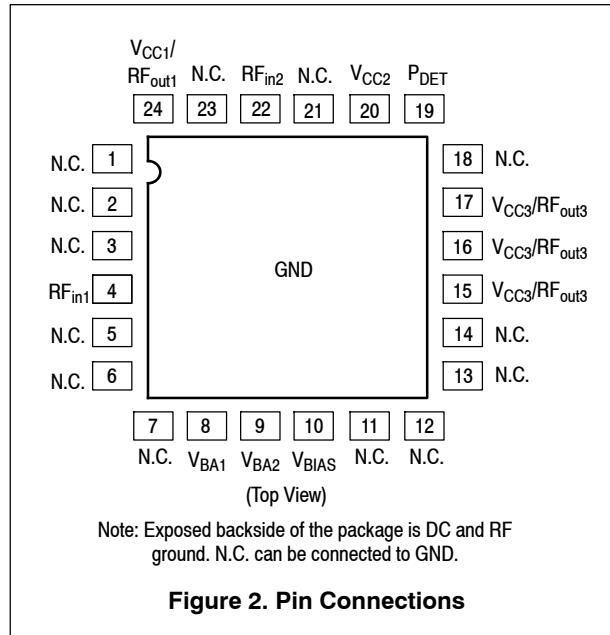 VCC1/
RFout1 N.C. RFin2 N.C. VCC2 PDET
24 23 22 21 20 19
N.C. 1 18 N.C.
N.C. 2 17 VCC3/RFout3
N.C. 3 16 VCC3/RFout3
GND
RFin1 4 15 VCC3/RFout3
N.C. 5 14 N.C.
N.C. 6 13 N.C.
7 8 9 10 11 12
N.C. VBA1 VBA2 VBIAS N.C. N.C.
(Top View)
Note: Exposed backside of the package is DC and RF
ground. N.C. can be connected to GND.
Figure 2. Pin Connections